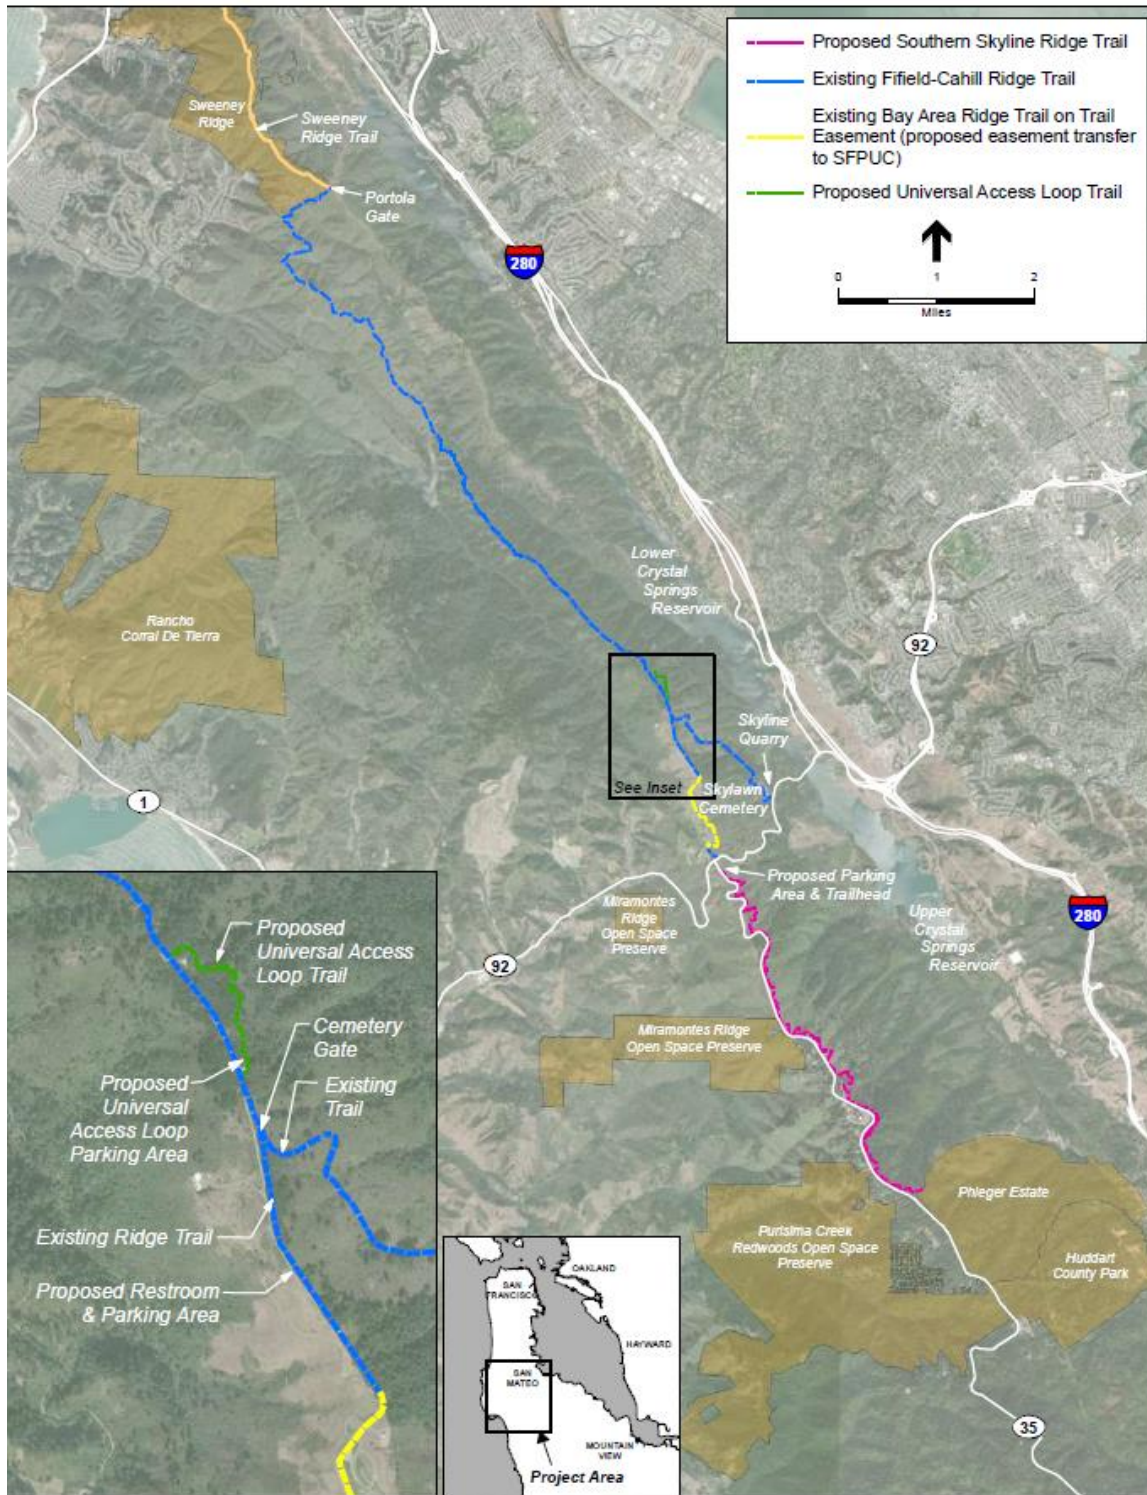 Proposed Southern Skyline Ridge Trail
Existing Fifield-Cahill Ridge Trail
Existing Bay Area Ridge Trail on Trail
Easement (proposed easement transfer
to SFPUC)
Proposed Universal Access Loop Trail
0 1 2
Miles
Sweeney
Ridge
Sweeney
Ridge Trail
Portola
Gate
280
Rancho
Corral De Tierra
Lower
Crystal
Springs
Reservoir
92
1
Skyline
Quarry
See Inset
Skylawn
Cemetery
Proposed Parking
Area & Trailhead
Miramontes
Ridge
Open Space
Preserve
92
Upper
Crystal
Springs
Reservoir
280
Miramontes Ridge
Open Space Preserve
Phleger Estate
Purisima Creek
Redwoods Open Space
Preserve
Huddart
County Park
35
Proposed
Universal Access
Loop Trail
Cemetery
Gate
Existing
Trail
Proposed
Universal
Access Loop
Parking Area
Existing Ridge Trail
Proposed Restroom
& Parking Area
OAKLAND
SAN
FRANCISCO
HAYWARD
SAN
MATEO
MOUNTAIN
VIEW
Project Area